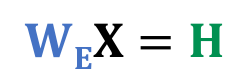 W_E X = H